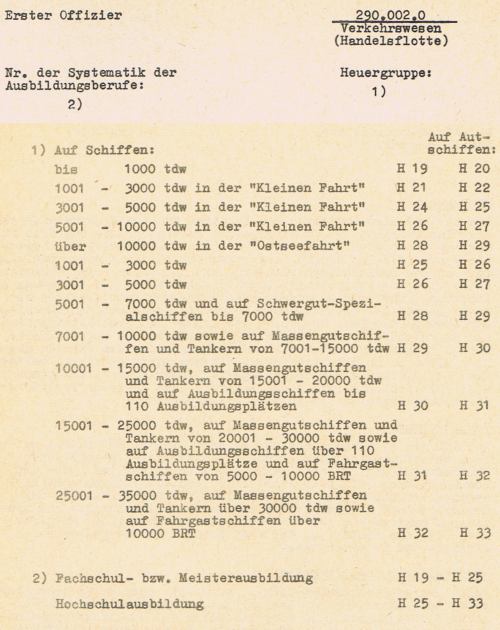 Erster Offizier 290.002.0
Verkehrswesen
(Handelsflotte)
Nr. der Systematik der Heuergruppe:
Ausbildungsberufe:
2) 1)
Auf Aut-
1) Auf Schiffen: schiffen:
bis 1000 tdw H 19 H 20
1001 - 3000 tdw in der "Kleinen Fahrt" H 21 H 22
3001 - 5000 tdw in der "Kleinen Fahrt" H 24 H 25
5001 - 10000 tdw in der "Kleinen Fahrt" H 26 H 27
über 10000 tdw in der "Ostseefahrt" H 28 H 29
1001 - 3000 tdw H 25 H 26
3001 - 5000 tdw H 26 H 27
5001 - 7000 tdw und auf Schwergut-Spezi-
alschiffen bis 7000 tdw H 28 H 29
7001 - 10000 tdw sowie auf Massengutschif-
fen und Tankern von 7001-15000 tdw H 29 H 30
10001 - 15000 tdw, auf Massengutschiffen
und Tankern von 15001 - 20000 tdw
und auf Ausbildungsschiffen bis
110 Ausbildungsplätzen H 30 H 31
15001 - 25000 tdw, auf Massengutschiffen und
Tankern von 20001 - 30000 tdw sowie
auf Ausbildungsschiffen über 110
Ausbildungsplätze und auf Fahrgast-
schiffen von 5000 - 10000 BRT H 31 H 32
25001 - 35000 tdw, auf Massengutschiffen
und Tankern über 30000 tdw sowie
auf Fahrgastschiffen über
10000 BRT H 32 H 33
2) Fachschul- bzw. Meisterausbildung H 19 - H 25
Hochschulausbildung H 25 - H 33